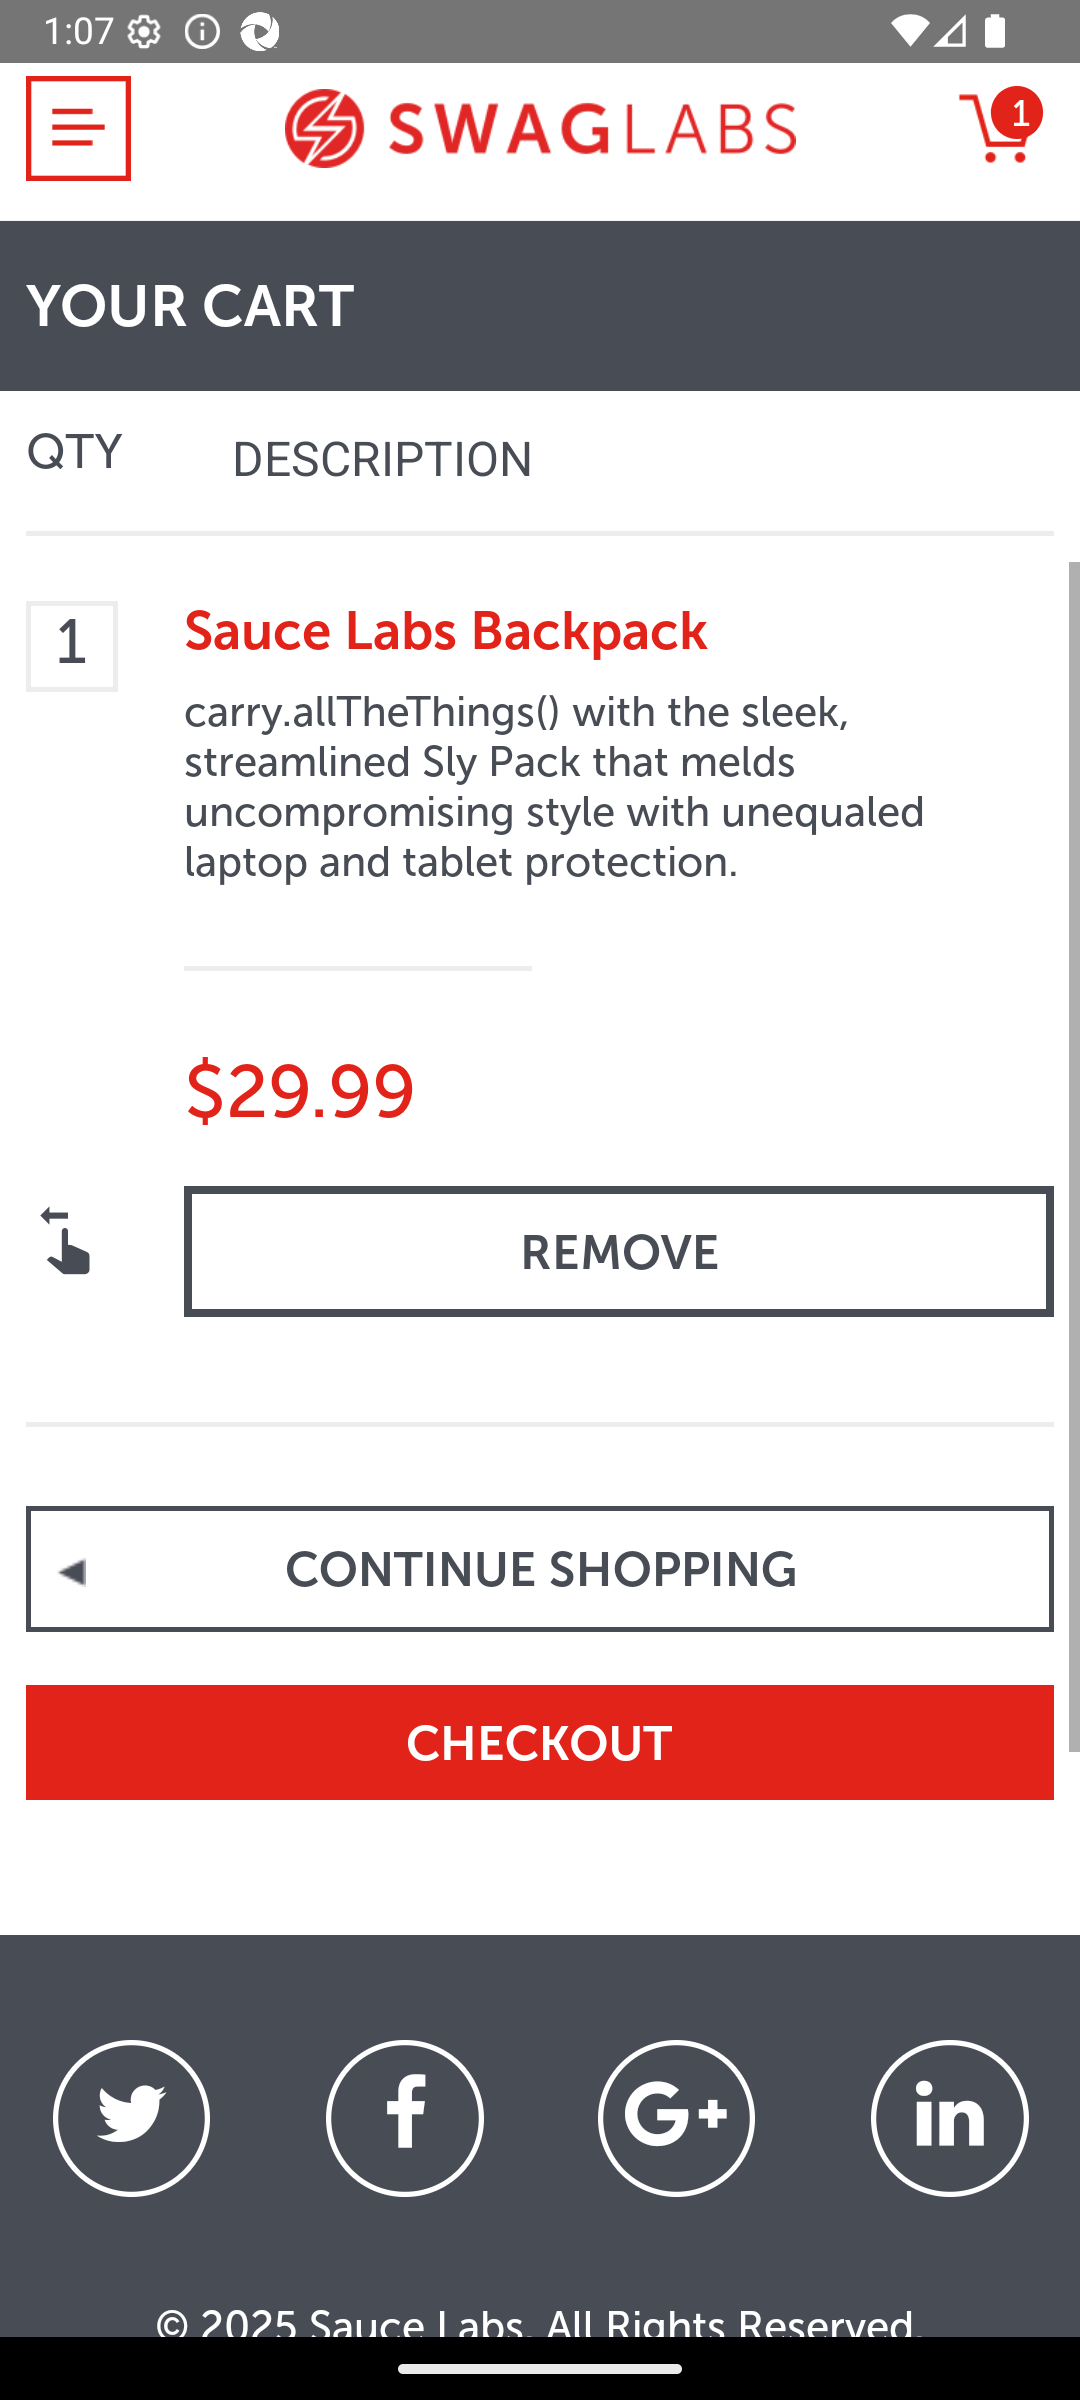 1:07
SWAGLABS
1
YOUR CART
QTY
DESCRIPTION
1
Sauce Labs Backpack
carry.allTheThings() with the sleek,
streamlined Sly Pack that melds
uncompromising style with unequaled
laptop and tablet protection.
$29.99
REMOVE
CONTINUE SHOPPING
CHECKOUT
© 2025 Sauce Labs. All Rights Reserved.